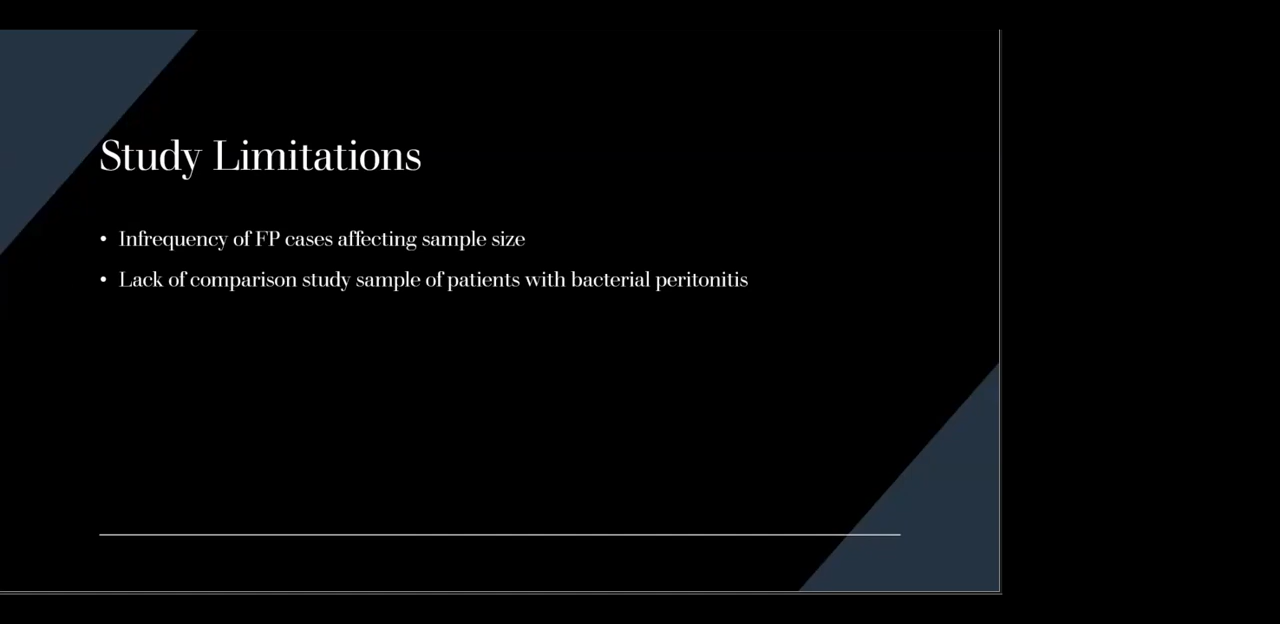 Study Limitations
• Infrequency of FP cases affecting sample size
• Lack of comparison study sample of patients with bacterial peritonitis